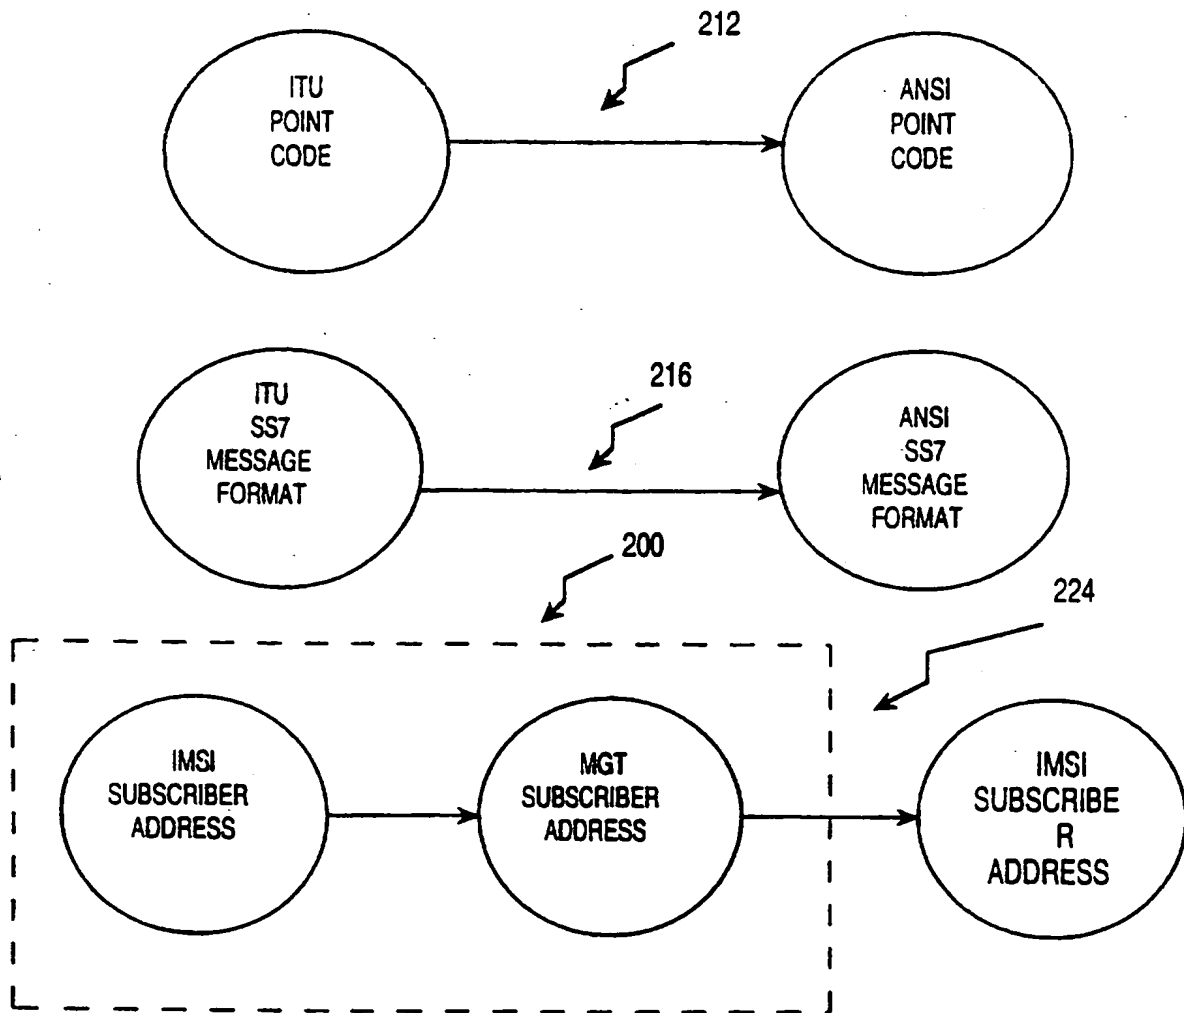 212
ITU
POINT
CODE
ANSI
POINT
CODE
216
ITU
SS7
MESSAGE
FORMAT
ANSI
SS7
MESSAGE
FORMAT
200
224
IMSI
SUBSCRIBER
ADDRESS
MGT
SUBSCRIBER
ADDRESS
IMSI
SUBSCRIBE
R
ADDRESS